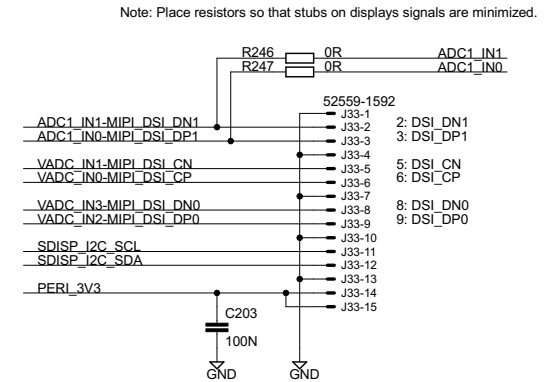 Note: Place resistors so that stubs on displays signals are minimized.
R246 0R ADC1_IN1
R247 0R ADC1_IN0
52559-1592
J33-1
ADC1_IN1-MIPI_DSI_DN1 J33-2 2: DSI_DN1
ADC1_IN0-MIPI_DSI_DP1 J33-3 3: DSI_DP1
J33-4
VADC_IN1-MIPI_DSI_CN J33-5 5: DSI_CN
VADC_IN0-MIPI_DSI_CP J33-6 6: DSI_CP
J33-7
VADC_IN3-MIPI_DSI_DN0 J33-8 8: DSI_DN0
VADC_IN2-MIPI_DSI_DP0 J33-9 9: DSI_DP0
J33-10
SDISP_I2C_SCL J33-11
SDISP_I2C_SDA J33-12
J33-13
PERI_3V3 J33-14
J33-15
C203
100N
GND GND